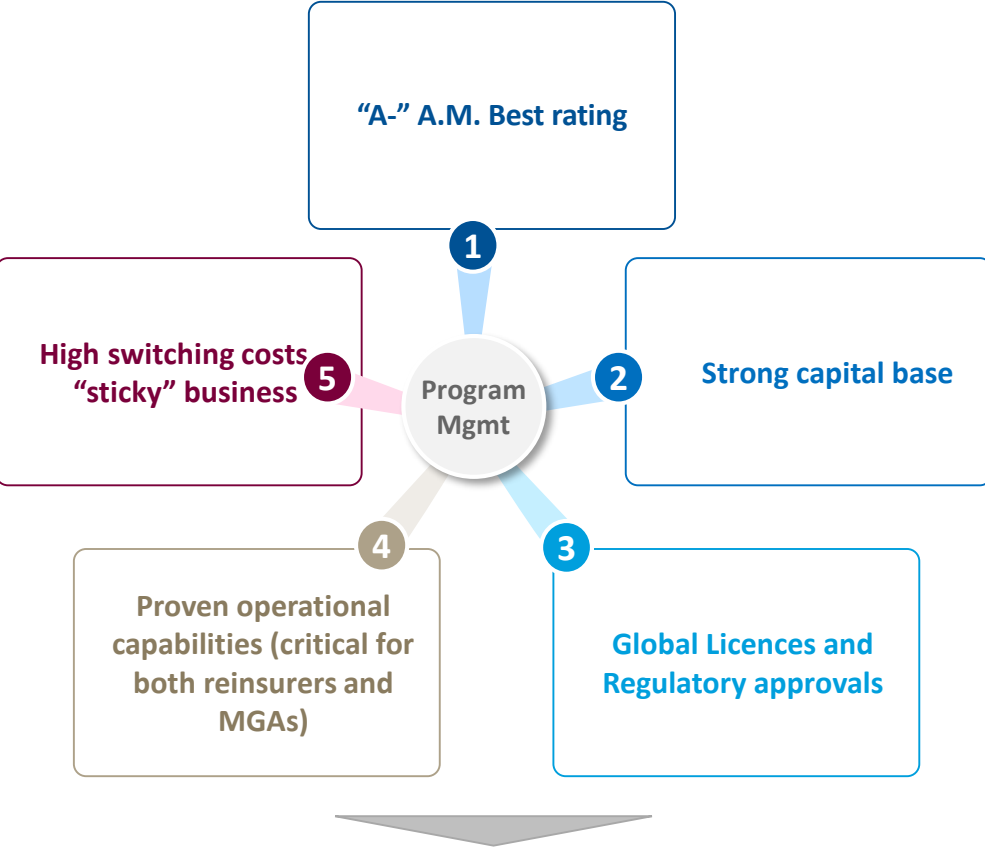 “A-” A.M. Best rating
1
High switching costs
“sticky” business
5
Program
Mgmt
2
Strong capital base
4
Proven operational
capabilities (critical for
both reinsurers and
MGAs)
3
Global Licences and
Regulatory approvals